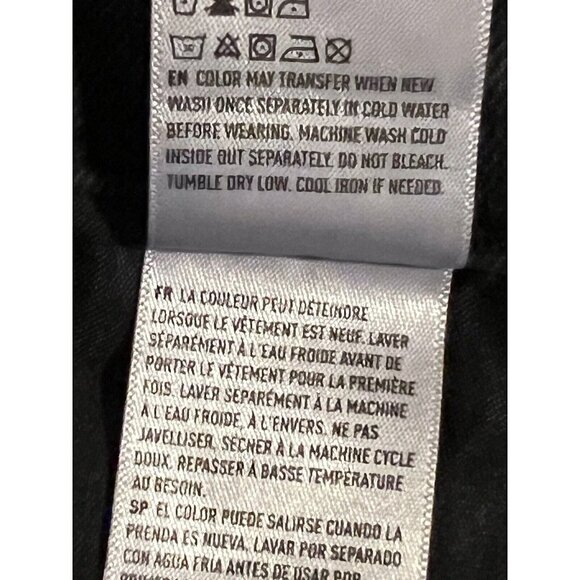 EN COLOR MAY TRANSFER WHEN NEW.
WASH ONCE SEPARATELY IN COLD WATER
BEFORE WEARING. MACHINE WASH COLD
INSIDE OUT SEPARATELY. DO NOT BLEACH.
TUMBLE DRY LOW. COOL IRON IF NEEDED.
FR LA COULEUR PEUT DÉTEINDRE
LORSQUE LE VÊTEMENT EST NEUF. LAVER
SÉPARÉMENT À L'EAU FROIDE AVANT DE
PORTER LE VÊTEMENT POUR LA PREMIÈRE
FOIS. LAVER SEPARÉMENT À LA MACHINE
À L'EAU FROIDE, À L'ENVERS. NE PAS
JAVELLISER. SÉCHER À LA MACHINE CYCLE
DOUX. REPASSER À BASSE TEMPÉRATURE
AU BESOIN.
SP EL COLOR PUEDE SALIRSE CUANDO LA
PRENDA ES NUEVA. LAVAR POR SEPARADO
CON AGUA FRIA ANTES DE USAR POR